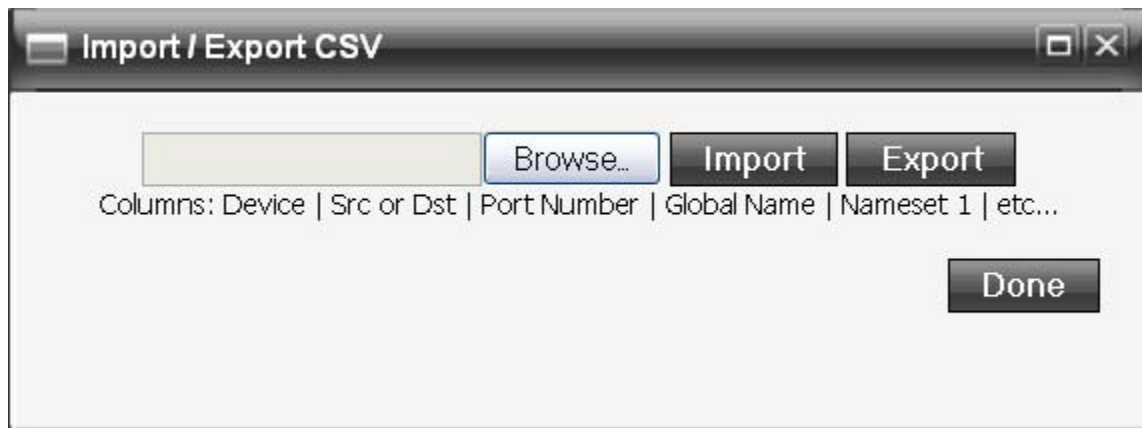 Import / Export CSV
Browse... Import Export
Columns: Device | Src or Dst | Port Number | Global Name | Nameset 1 | etc...
Done